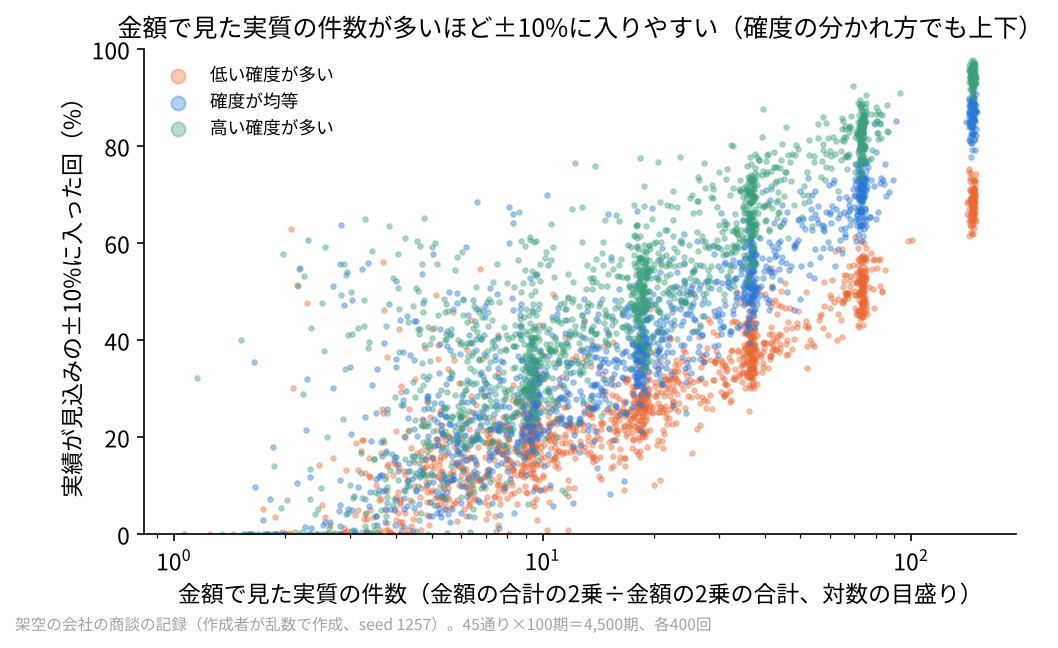 金額で見た実質の件数が多いほど±10%に入りやすい（確度の分かれ方でも上下）
低い確度が多い
確度が均等
高い確度が多い
実績が見込みの±10%に入った回（%）
100
80
60
40
20
0
10⁰
10¹
10²
金額で見た実質の件数（金額の合計の2乗÷金額の2乗の合計、対数の目盛り）
架空の会社の商談の記録（作成者が乱数で作成、seed 1257）。45通り×100期＝4,500期、各400回